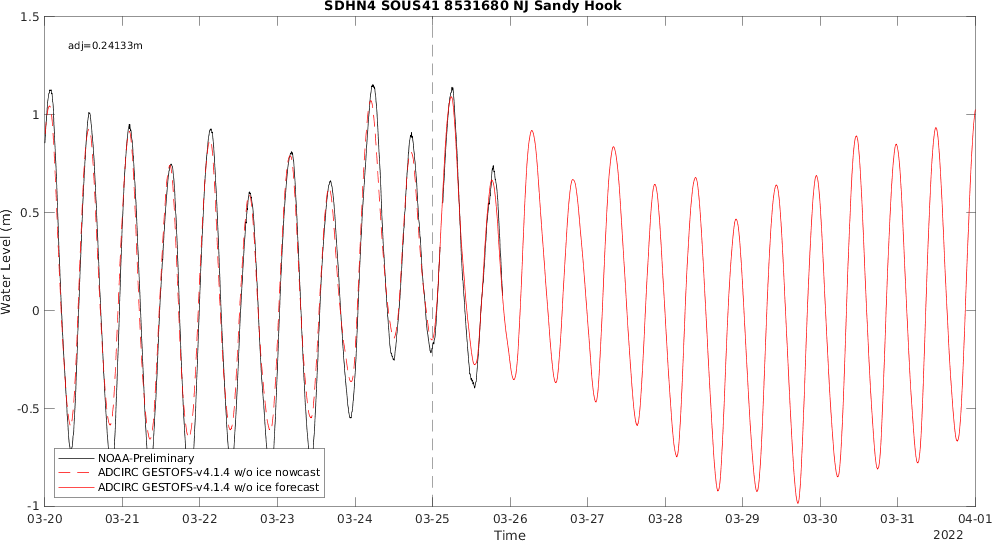 SDHN4 SOUS41 8531680 NJ Sandy Hook
1.5
adj=0.24133m
1
0.5
0
-0.5
-1
Water Level (m)
NOAA-Preliminary
ADCIRC GESTOFS-v4.1.4 w/o ice nowcast
ADCIRC GESTOFS-v4.1.4 w/o ice forecast
03-20 03-21 03-22 03-23 03-24 03-25 03-26 03-27 03-28 03-29 03-30 03-31 04-01
Time
2022